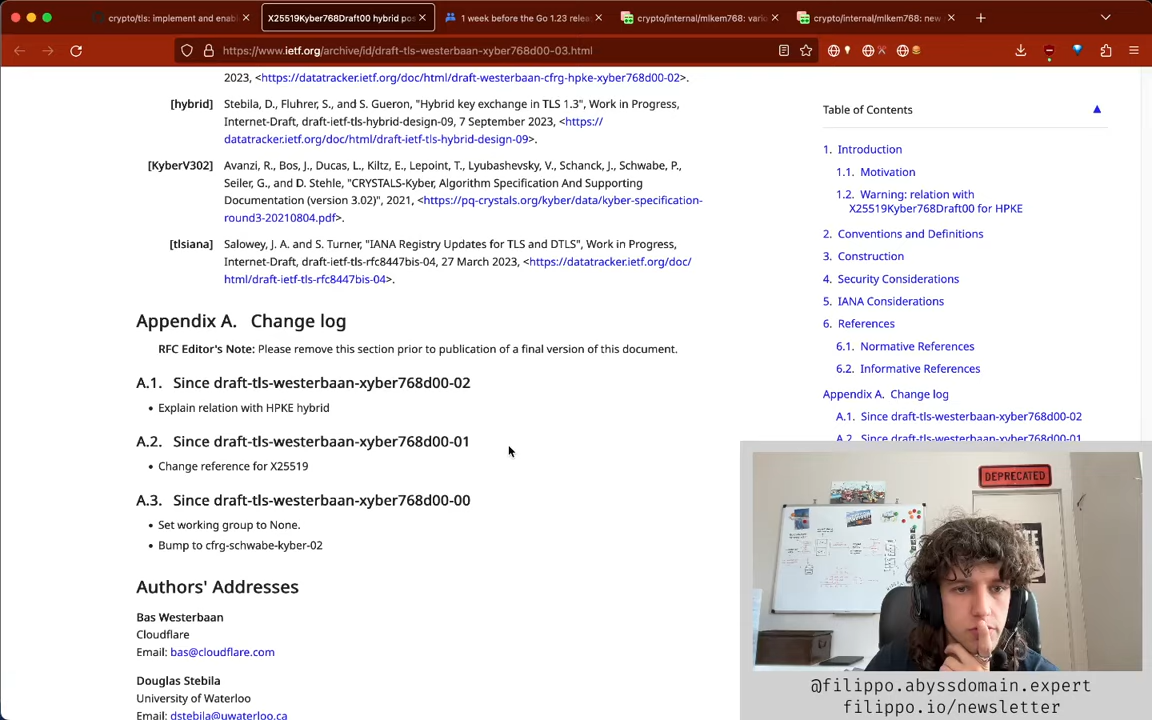 crypto/tls: implement and enabl
X25519Kyber768Draft00 hybrid pos
1 week before the Go 1.23 relea
crypto/internal/mlkem768: vario
crypto/internal/mlkem768: new
https://www.ietf.org/archive/id/draft-tls-westerbaan-xyber768d00-03.html
2023, <https://datatracker.ietf.org/doc/html/draft-westerbaan-cfrg-hpke-xyber768d00-02>.
[hybrid] Stebila, D., Fluhrer, S., and S. Gueron, "Hybrid key exchange in TLS 1.3", Work in Progress,
Internet-Draft, draft-ietf-tls-hybrid-design-09, 7 September 2023, <https://
datatracker.ietf.org/doc/html/draft-ietf-tls-hybrid-design-09>.
[KyberV302] Avanzi, R., Bos, J., Ducas, L., Kiltz, E., Lepoint, T., Lyubashevsky, V., Schanck, J., Schwabe, P.,
Seiler, G., and D. Stehle, "CRYSTALS-Kyber, Algorithm Specification And Supporting
Documentation (version 3.02)", 2021, <https://pq-crystals.org/kyber/data/kyber-specification-
round3-20210804.pdf>.
[tlsiana] Salowey, J. A. and S. Turner, "IANA Registry Updates for TLS and DTLS", Work in Progress,
Internet-Draft, draft-ietf-tls-rfc8447bis-04, 27 March 2023, <https://datatracker.ietf.org/doc/
html/draft-ietf-tls-rfc8447bis-04>.
Appendix A. Change log
RFC Editor's Note: Please remove this section prior to publication of a final version of this document.
A.1. Since draft-tls-westerbaan-xyber768d00-02
• Explain relation with HPKE hybrid
A.2. Since draft-tls-westerbaan-xyber768d00-01
• Change reference for X25519
A.3. Since draft-tls-westerbaan-xyber768d00-00
• Set working group to None.
• Bump to cfrg-schwabe-kyber-02
Authors' Addresses
Bas Westerbaan
Cloudflare
Email: bas@cloudflare.com
Douglas Stebila
University of Waterloo
Email: dstebila@uwaterloo.ca
Table of Contents
1. Introduction
1.1. Motivation
1.2. Warning: relation with
X25519Kyber768Draft00 for HPKE
2. Conventions and Definitions
3. Construction
4. Security Considerations
5. IANA Considerations
6. References
6.1. Normative References
6.2. Informative References
Appendix A. Change log
A.1. Since draft-tls-westerbaan-xyber768d00-02
A.2. Since draft-tls-westerbaan-xyber768d00-01
DEPRECATED
@filippo.abyssdomain.expert
filippo.io/newsletter